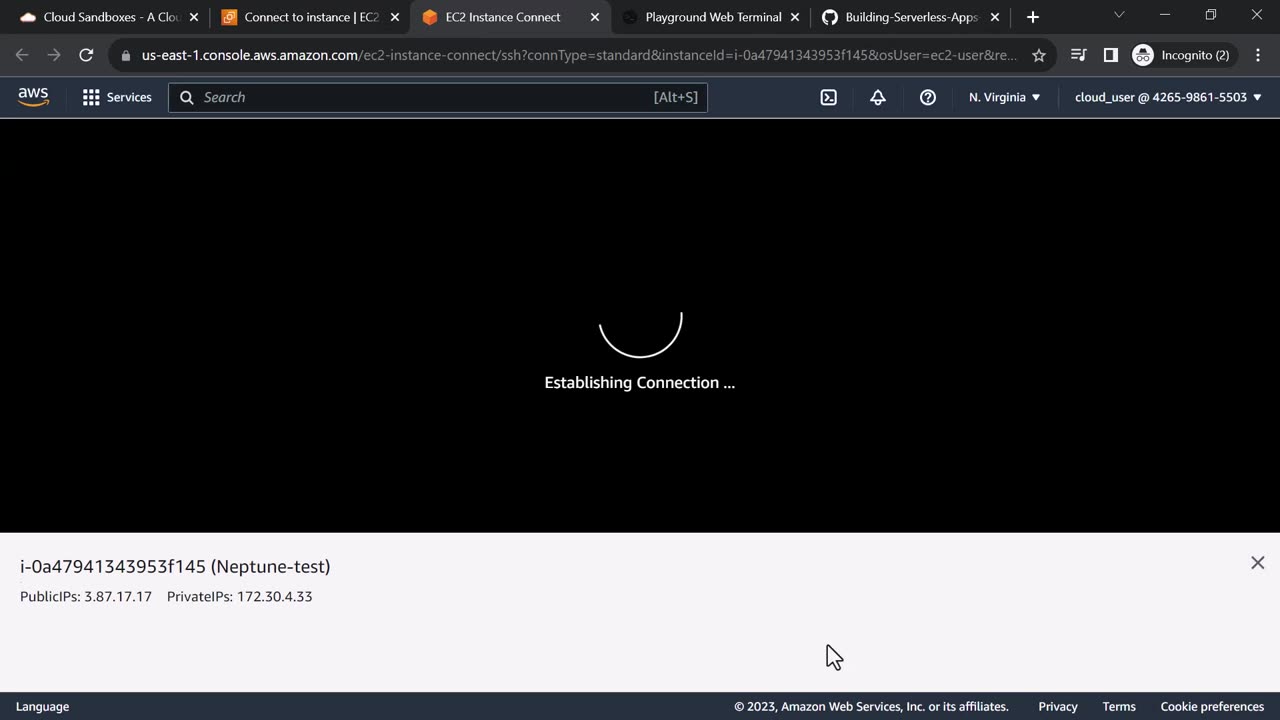 Cloud Sandboxes - A Clou
Connect to instance | EC2
EC2 Instance Connect
Playground Web Terminal
Building-Serverless-Apps-
us-east-1.console.aws.amazon.com/ec2-instance-connect/ssh?connType=standard&instanceId=i-0a47941343953f145&osUser=ec2-user&re...
Incognito (2)
aws
Services
Search
[Alt+S]
N. Virginia
cloud_user @ 4265-9861-5503
Establishing Connection ...
i-0a47941343953f145 (Neptune-test)
PublicIPs: 3.87.17.17 PrivateIPs: 172.30.4.33
Language
© 2023, Amazon Web Services, Inc. or its affiliates.
Privacy
Terms
Cookie preferences